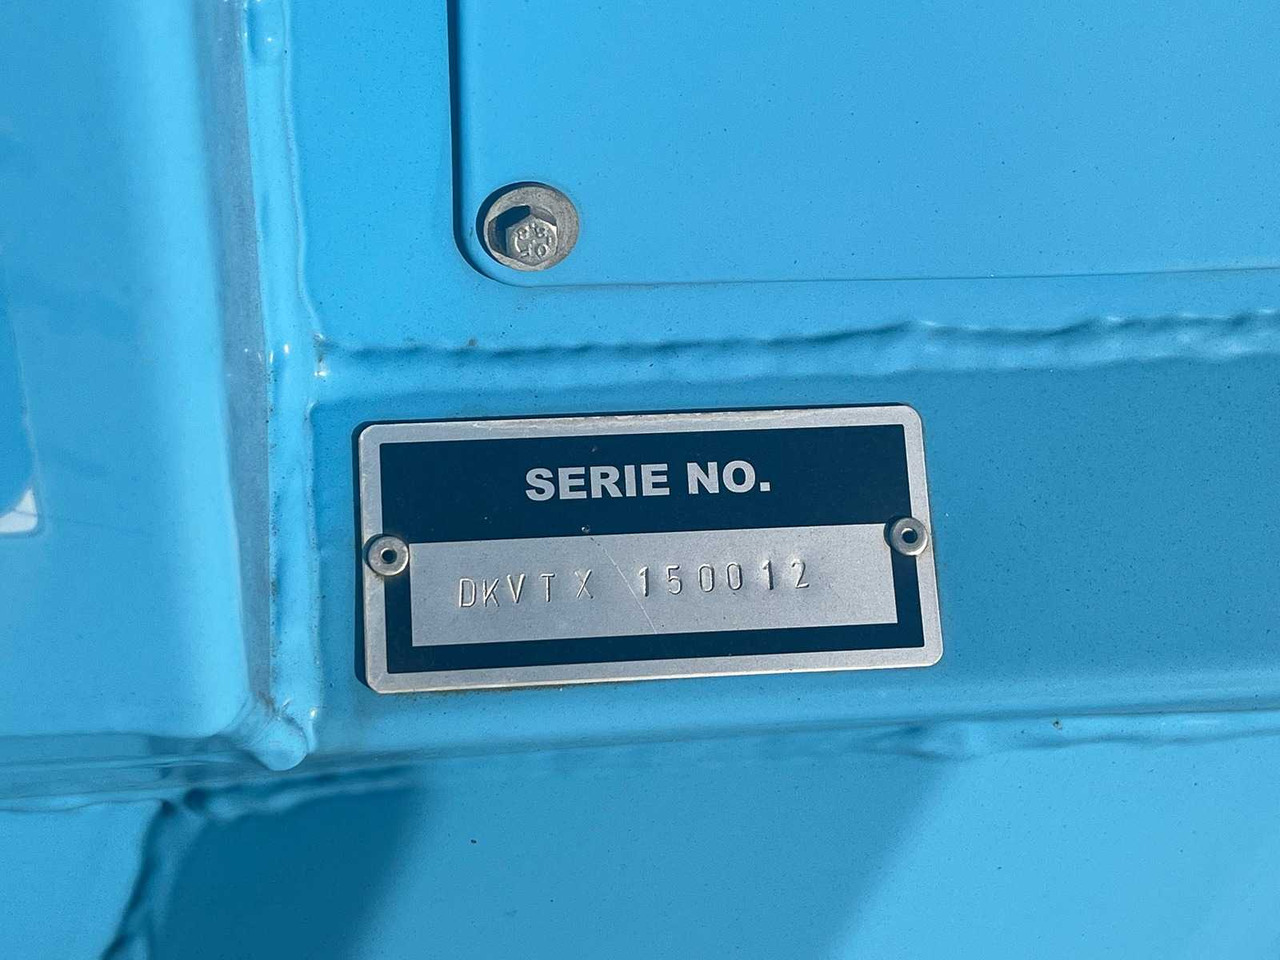 SERIE NO.
DKVTX 150012